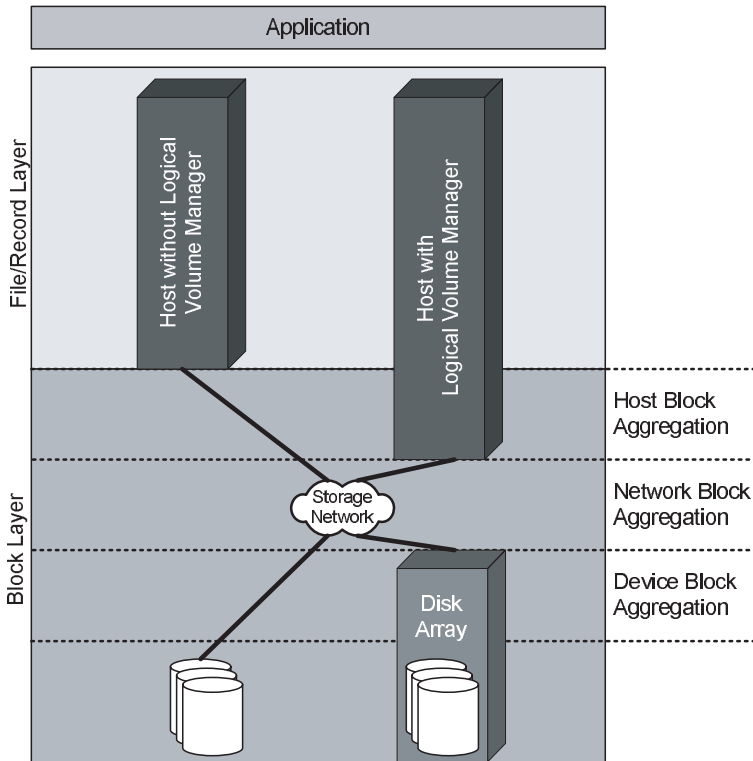 Application
File/Record Layer
Host without Logical
Volume Manager
Host with
Logical Volume Manager
Host Block
Aggregation
Block Layer
Storage
Network
Network Block
Aggregation
Device Block
Aggregation
Disk
Array